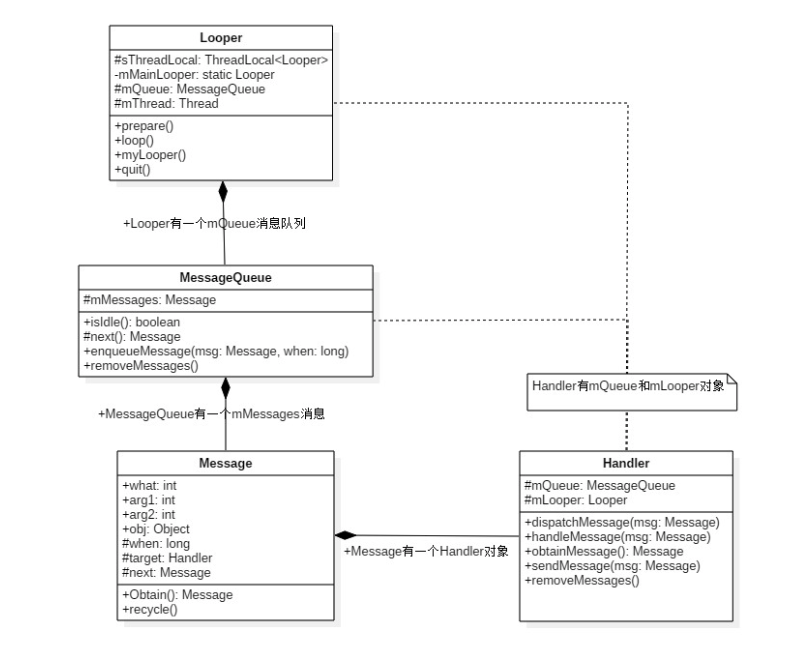 Looper
#sThreadLocal: ThreadLocal<Looper>
-mMainLooper: static Looper
#mQueue: MessageQueue
#mThread: Thread
+prepare()
+loop()
+myLooper()
+quit()
+Looper有一个mQueue消息队列
MessageQueue
#mMessages: Message
+isIdle(): boolean
#next(): Message
+enqueueMessage(msg: Message, when: long)
+removeMessages()
Handler有mQueue和mLooper对象
+MessageQueue有一个mMessages消息
Message
+what: int
+arg1: int
+arg2: int
+obj: Object
#when: long
#target: Handler
#next: Message
+Obtain(): Message
+recycle()
+Message有一个Handler对象
Handler
#mQueue: MessageQueue
#mLooper: Looper
+dispatchMessage(msg: Message)
+handleMessage(msg: Message)
+obtainMessage(): Message
+sendMessage(msg: Message)
+removeMessages()